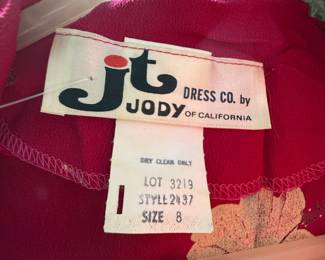 jt
DRESS CO. by
JODY OF CALIFORNIA
DRY CLEAN ONLY
LOT 3219
STYLE 2437
SIZE 8